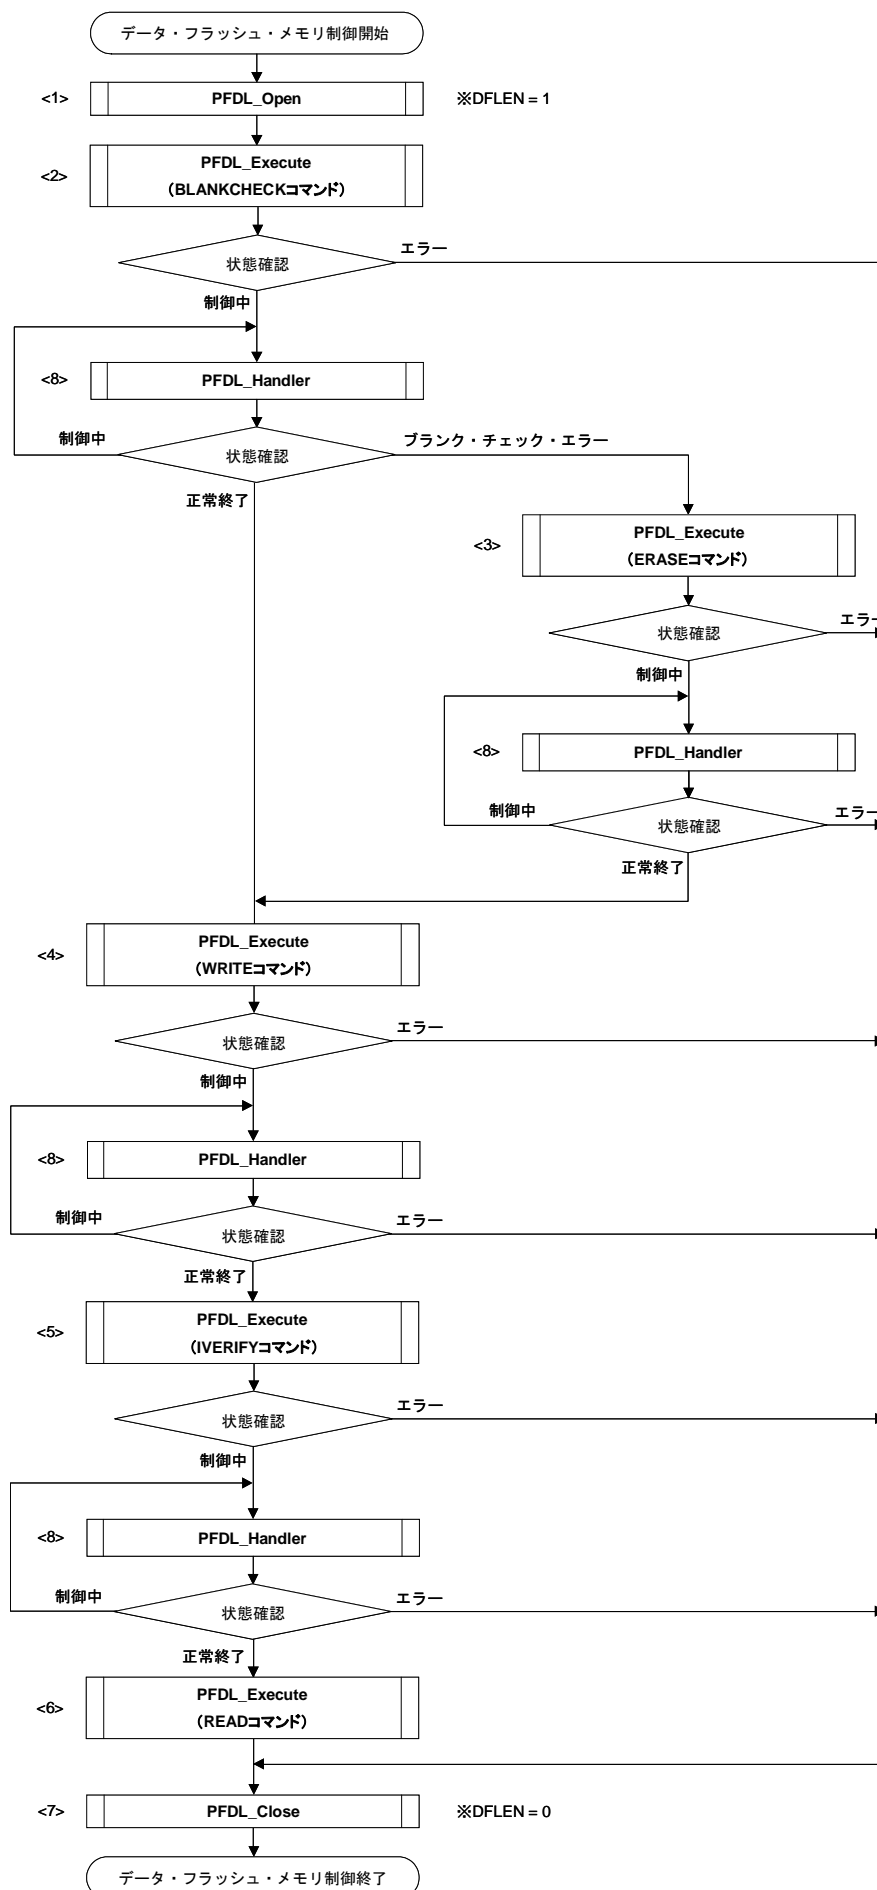 データ・フラッシュ・メモリ制御開始
<1>
PFDL_Open
※DFLEN = 1
<2>
PFDL_Execute
（BLANKCHECKコマンド）
エラー
状態確認
制御中
<8>
PFDL_Handler
制御中
状態確認
ブランク・チェック・エラー
正常終了
<3>
PFDL_Execute
（ERASEコマンド）
エラー
状態確認
制御中
<8>
PFDL_Handler
制御中
状態確認
エラー
正常終了
<4>
PFDL_Execute
（WRITEコマンド）
エラー
状態確認
制御中
<8>
PFDL_Handler
制御中
状態確認
エラー
正常終了
<5>
PFDL_Execute
（IVERIFYコマンド）
エラー
状態確認
制御中
<8>
PFDL_Handler
制御中
状態確認
エラー
正常終了
<6>
PFDL_Execute
（READコマンド）
<7>
PFDL_Close
※DFLEN = 0
データ・フラッシュ・メモリ制御終了